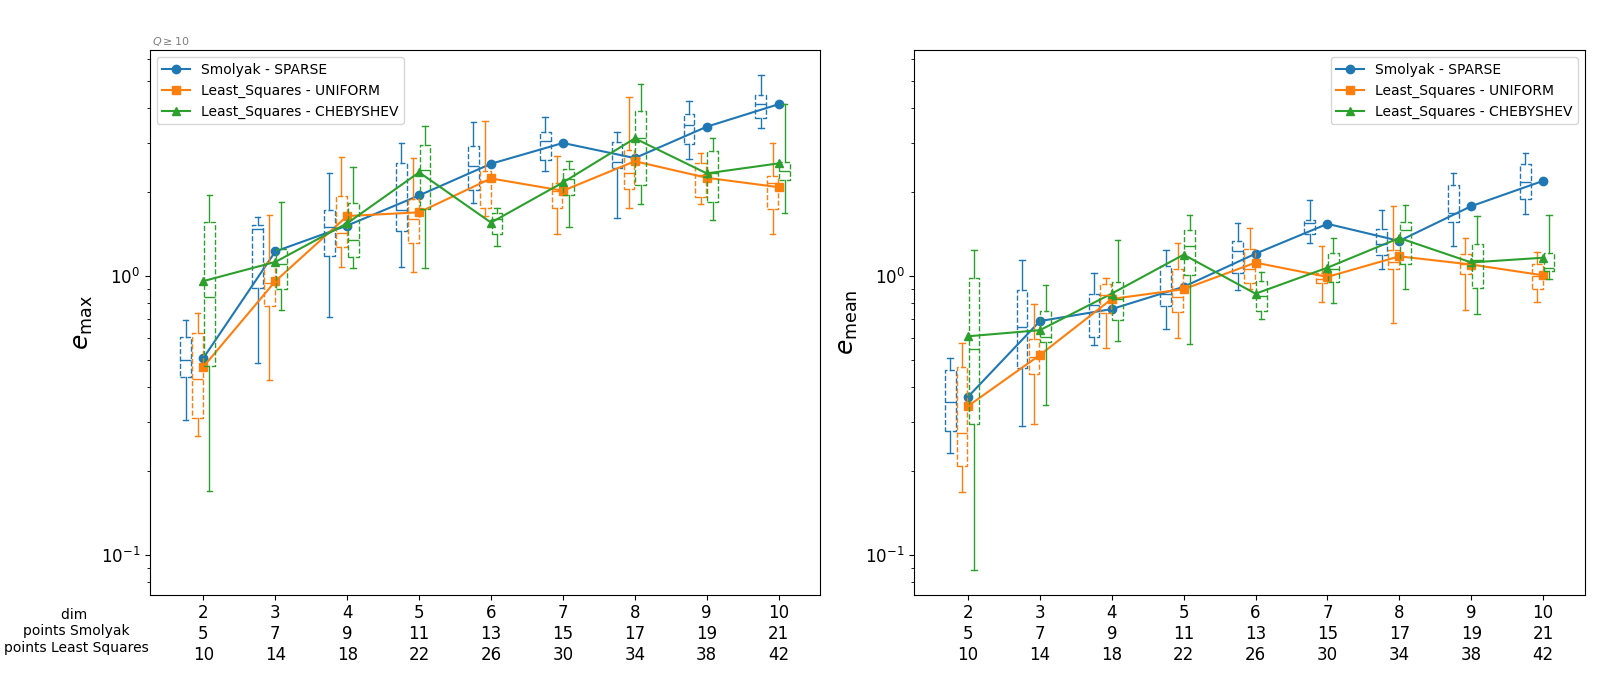 Q ≥ 10
Smolyak - SPARSE
Least_Squares - UNIFORM
Least_Squares - CHEBYSHEV
e_max
10^0
10^{-1}
dim 2 3 4 5 6 7 8 9 10
points Smolyak 5 7 9 11 13 15 17 19 21
points Least Squares 10 14 18 22 26 30 34 38 42
Smolyak - SPARSE
Least_Squares - UNIFORM
Least_Squares - CHEBYSHEV
e_mean
10^0
10^{-1}
2 3 4 5 6 7 8 9 10
5 7 9 11 13 15 17 19 21
10 14 18 22 26 30 34 38 42